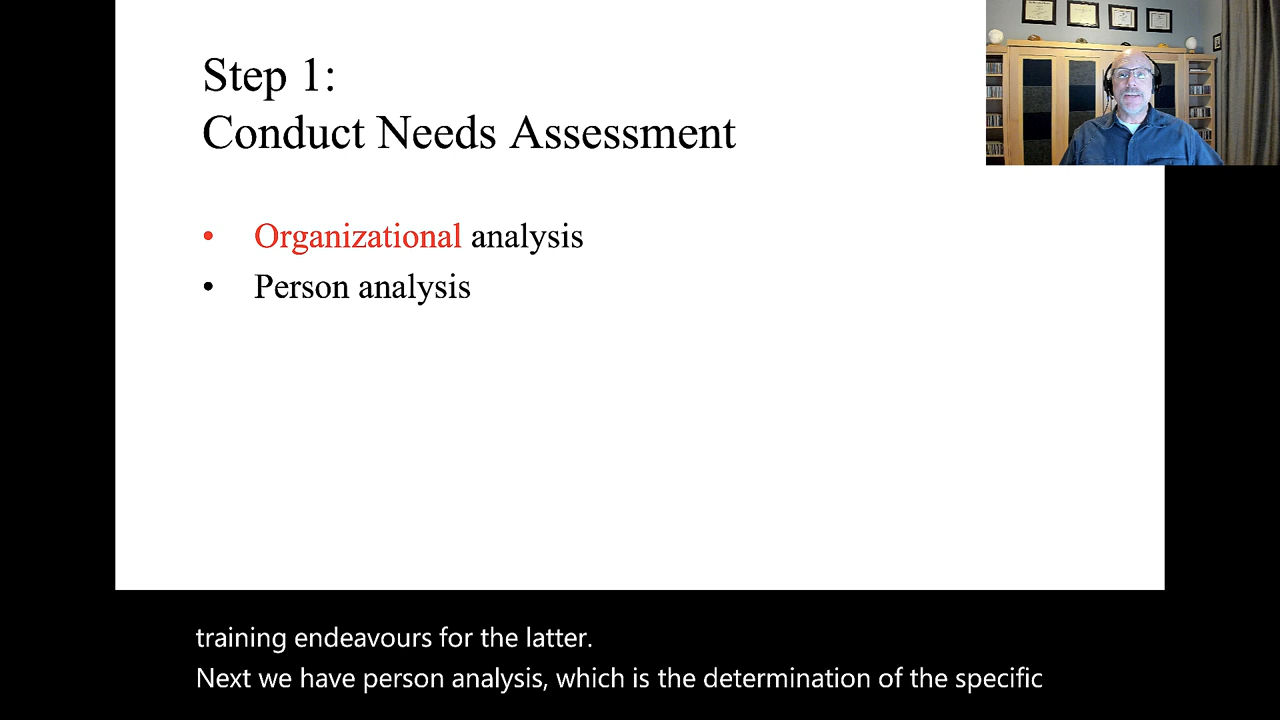 Step 1:
Conduct Needs Assessment
• Organizational analysis
• Person analysis
training endeavours for the latter.
Next we have person analysis, which is the determination of the specific